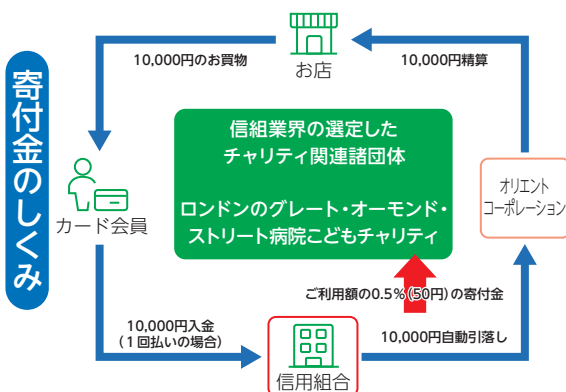 寄付金のしくみ
お店
10,000円のお買物
10,000円精算
信組業界の選定した
チャリティ関連諸団体
ロンドンのグレート・オーモンド・
ストリート病院こどもチャリティ
カード会員
オリエント
コーポレーション
ご利用額の0.5%(50円)の寄付金
10,000円入金
(1回払いの場合)
10,000円自動引落し
信用組合